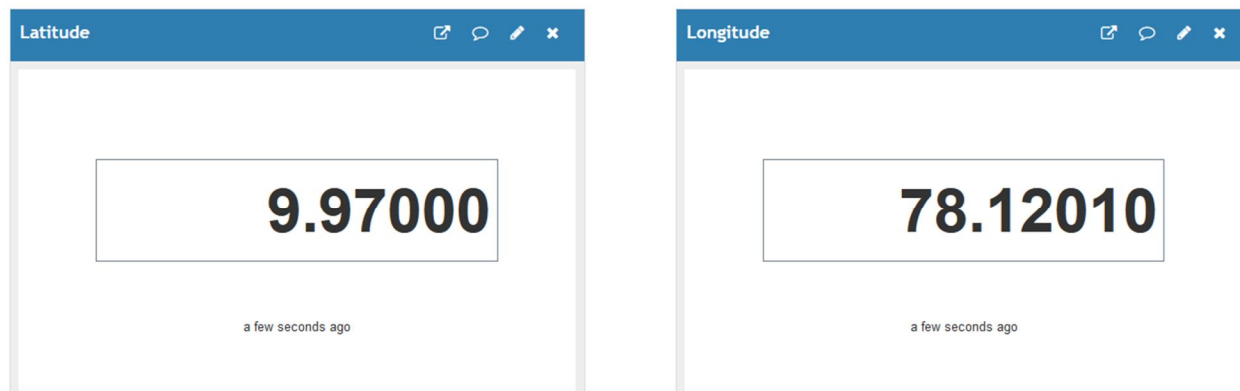 Latitude
9.97000
a few seconds ago
Longitude
78.12010
a few seconds ago